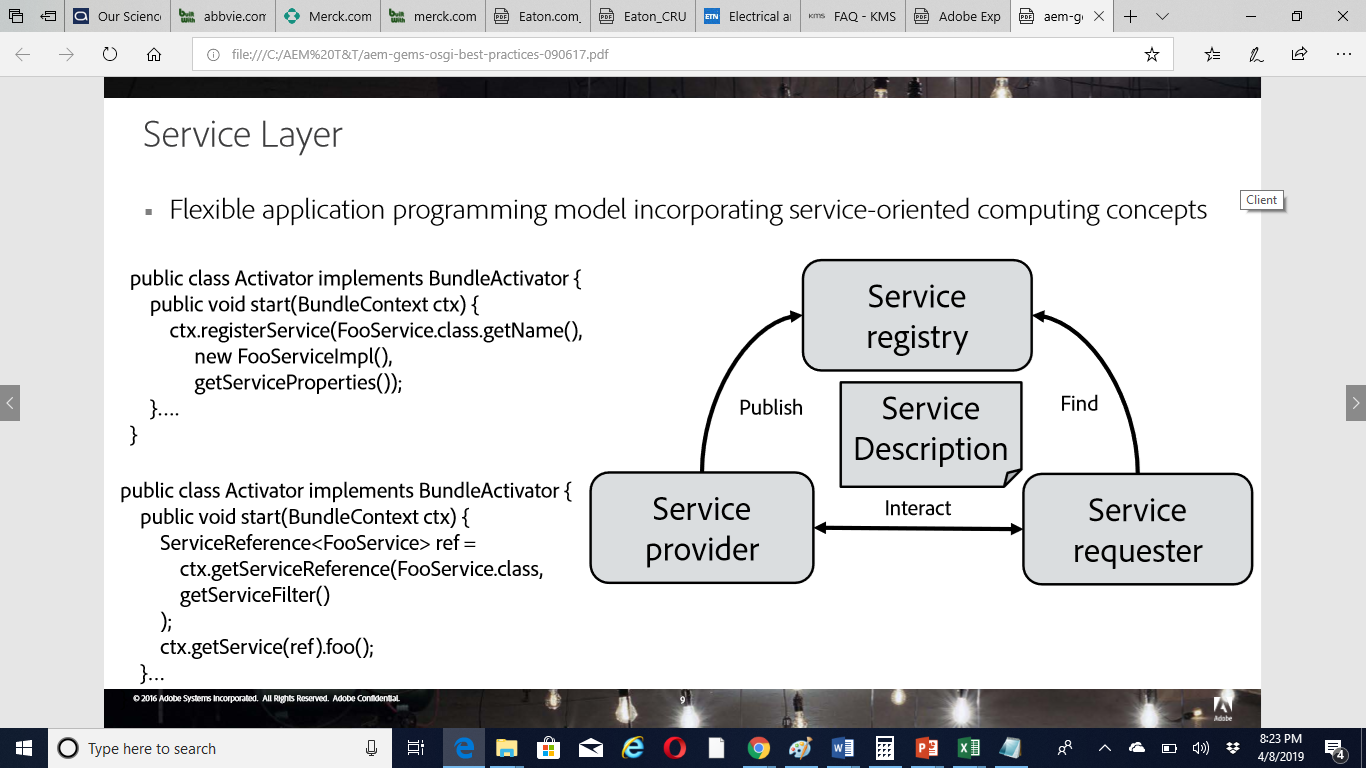 Our Scienc
abbvie.com
Merck.com
merck.com
Eaton.com_
Eaton_CRU
Electrical a
FAQ - KMS
Adobe Exp
aem-g
file:///C:/AEM%20T&T/aem-gems-osgi-best-practices-090617.pdf
Service Layer
Flexible application programming model incorporating service-oriented computing concepts
Client
public class Activator implements BundleActivator {
public void start(BundleContext ctx) {
ctx.registerService(FooService.class.getName(),
new FooServiceImpl(),
getServiceProperties());
}….
}
public class Activator implements BundleActivator {
public void start(BundleContext ctx) {
ServiceReference<FooService> ref =
ctx.getServiceReference(FooService.class,
getServiceFilter()
);
ctx.getService(ref).foo();
}…
Service
registry
Publish
Service
Description
Find
Service
provider
Interact
Service
requester
© 2016 Adobe Systems Incorporated. All Rights Reserved. Adobe Confidential.
9
Adobe
Type here to search
8:23 PM
4/8/2019
4